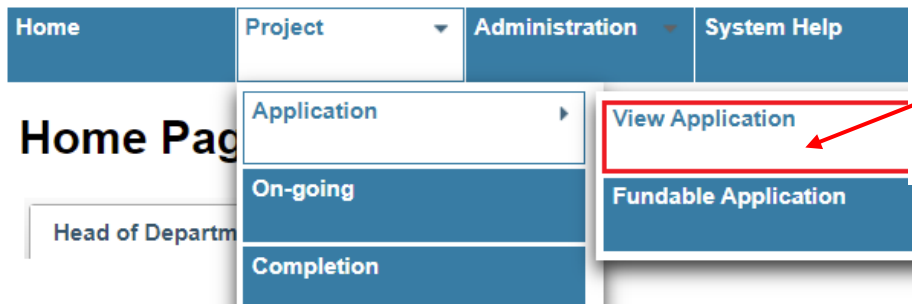 Home Project Administration System Help
Application View Application
Home Pag
On-going Fundable Application
Head of Departm
Completion